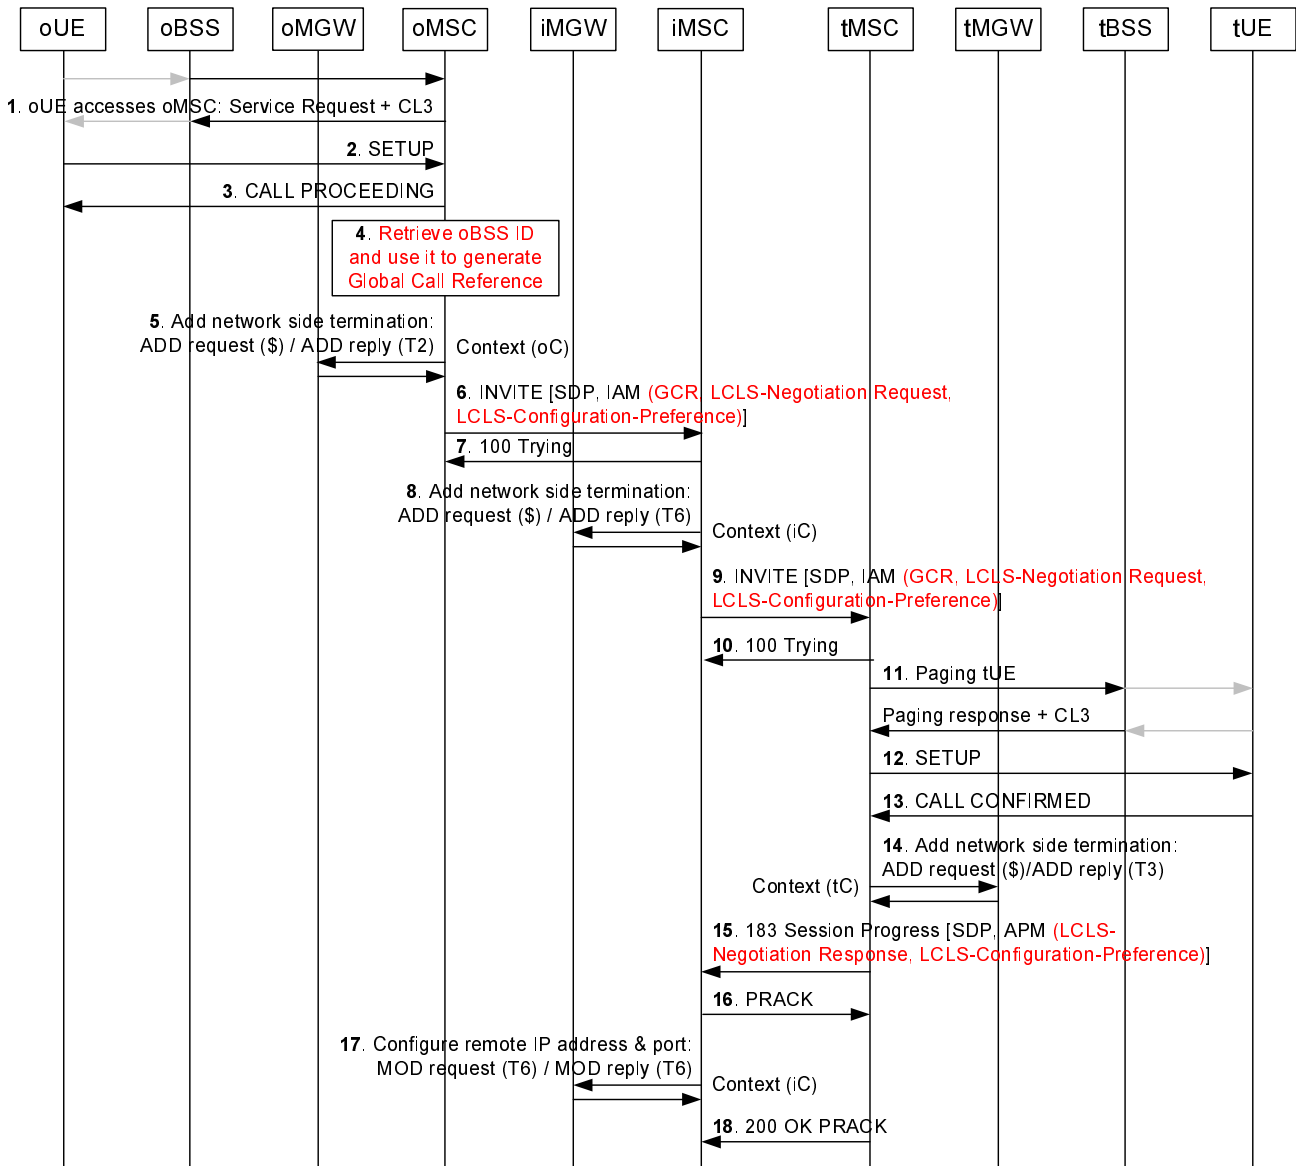 oUE oBSS oMGW oMSC iMGW iMSC tMSC tMGW tBSS tUE
1. oUE accesses oMSC: Service Request + CL3
2. SETUP
3. CALL PROCEEDING
4. Retrieve oBSS ID
and use it to generate
Global Call Reference
5. Add network side termination:
ADD request ($) / ADD reply (T2)
Context (oC)
6. INVITE [SDP, IAM (GCR, LCLS-Negotiation Request,
LCLS-Configuration-Preference)]
7. 100 Trying
8. Add network side termination:
ADD request ($) / ADD reply (T6)
Context (iC)
9. INVITE [SDP, IAM (GCR, LCLS-Negotiation Request,
LCLS-Configuration-Preference)]
10. 100 Trying
11. Paging tUE
Paging response + CL3
12. SETUP
13. CALL CONFIRMED
14. Add network side termination:
ADD request ($)/ADD reply (T3)
Context (tC)
15. 183 Session Progress [SDP, APM (LCLS-
Negotiation Response, LCLS-Configuration-Preference)]
16. PRACK
17. Configure remote IP address & port:
MOD request (T6) / MOD reply (T6)
Context (iC)
18. 200 OK PRACK